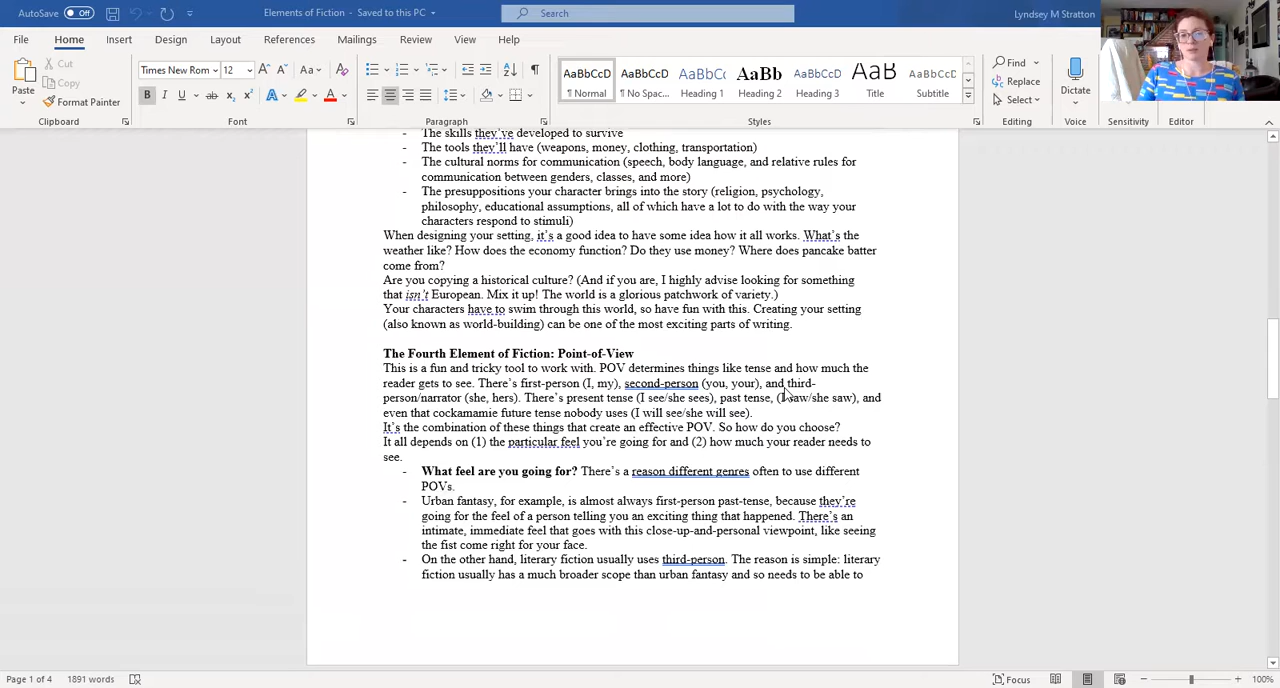 AutoSave Off Elements of Fiction - Saved to this PC Search Lyndsey M Stratton
File Home Insert Design Layout References Mailings Review View Help
Cut
Copy
Format Painter
Paste
Clipboard
Times New Rom 12
Font
Paragraph
AaBbCcD AaBbCcD AaBbC AaBb AaBbCcD AaB AaBbCcD
¶ Normal ¶ No Spac... Heading 1 Heading 2 Heading 3 Title Subtitle
Styles
Find
Replace
Select
Editing
Dictate
Voice
Sensitivity
Editor
The skills they've developed to survive
- The tools they'll have (weapons, money, clothing, transportation)
- The cultural norms for communication (speech, body language, and relative rules for
communication between genders, classes, and more)
- The presuppositions your character brings into the story (religion, psychology,
philosophy, educational assumptions, all of which have a lot to do with the way your
characters respond to stimuli)
When designing your setting, it's a good idea to have some idea how it all works. What's the
weather like? How does the economy function? Do they use money? Where does pancake batter
come from?
Are you copying a historical culture? (And if you are, I highly advise looking for something
that isn't European. Mix it up! The world is a glorious patchwork of variety.)
Your characters have to swim through this world, so have fun with this. Creating your setting
(also known as world-building) can be one of the most exciting parts of writing.
The Fourth Element of Fiction: Point-of-View
This is a fun and tricky tool to work with. POV determines things like tense and how much the
reader gets to see. There's first-person (I, my), second-person (you, your), and third-
person/narrator (she, hers). There's present tense (I see/she sees), past tense, (I saw/she saw), and
even that cockamamie future tense nobody uses (I will see/she will see).
It's the combination of these things that create an effective POV. So how do you choose?
It all depends on (1) the particular feel you're going for and (2) how much your reader needs to
see.
- What feel are you going for? There's a reason different genres often to use different
POVs.
- Urban fantasy, for example, is almost always first-person past-tense, because they're
going for the feel of a person telling you an exciting thing that happened. There's an
intimate, immediate feel that goes with this close-up-and-personal viewpoint, like seeing
the fist come right for your face.
- On the other hand, literary fiction usually uses third-person. The reason is simple: literary
fiction usually has a much broader scope than urban fantasy and so needs to be able to
Page 1 of 4 1891 words Focus 100%